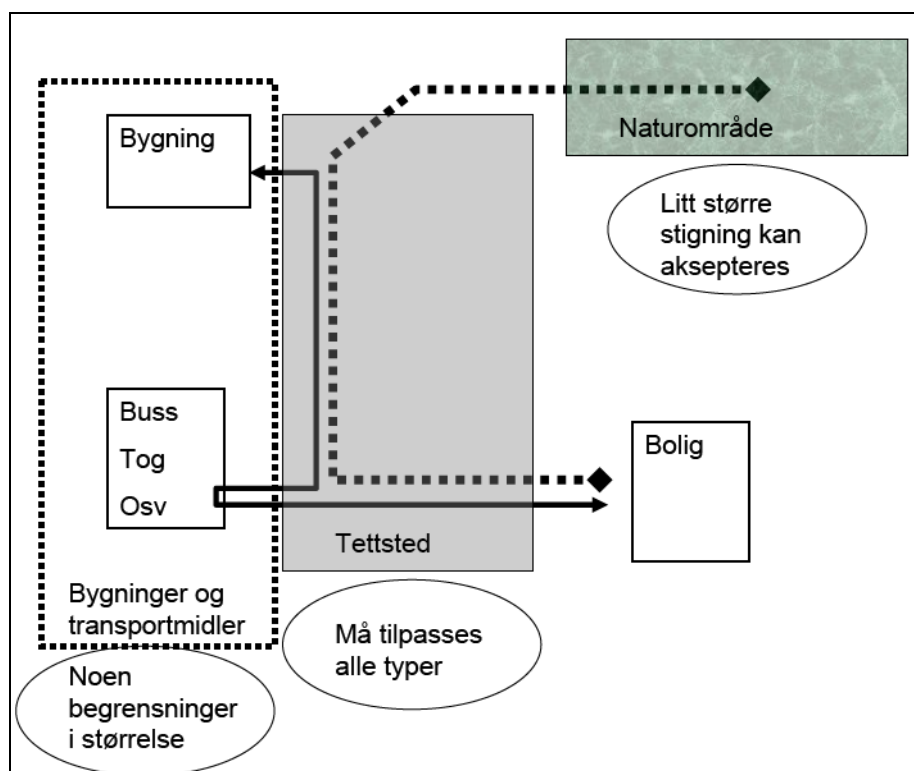 Bygning
Naturområde
Litt større
stigning kan
aksepteres
Buss
Tog
Osv
Bolig
Tettsted
Bygninger og
transportmidler
Må tilpasses
alle typer
Noen
begrensninger
i størrelse